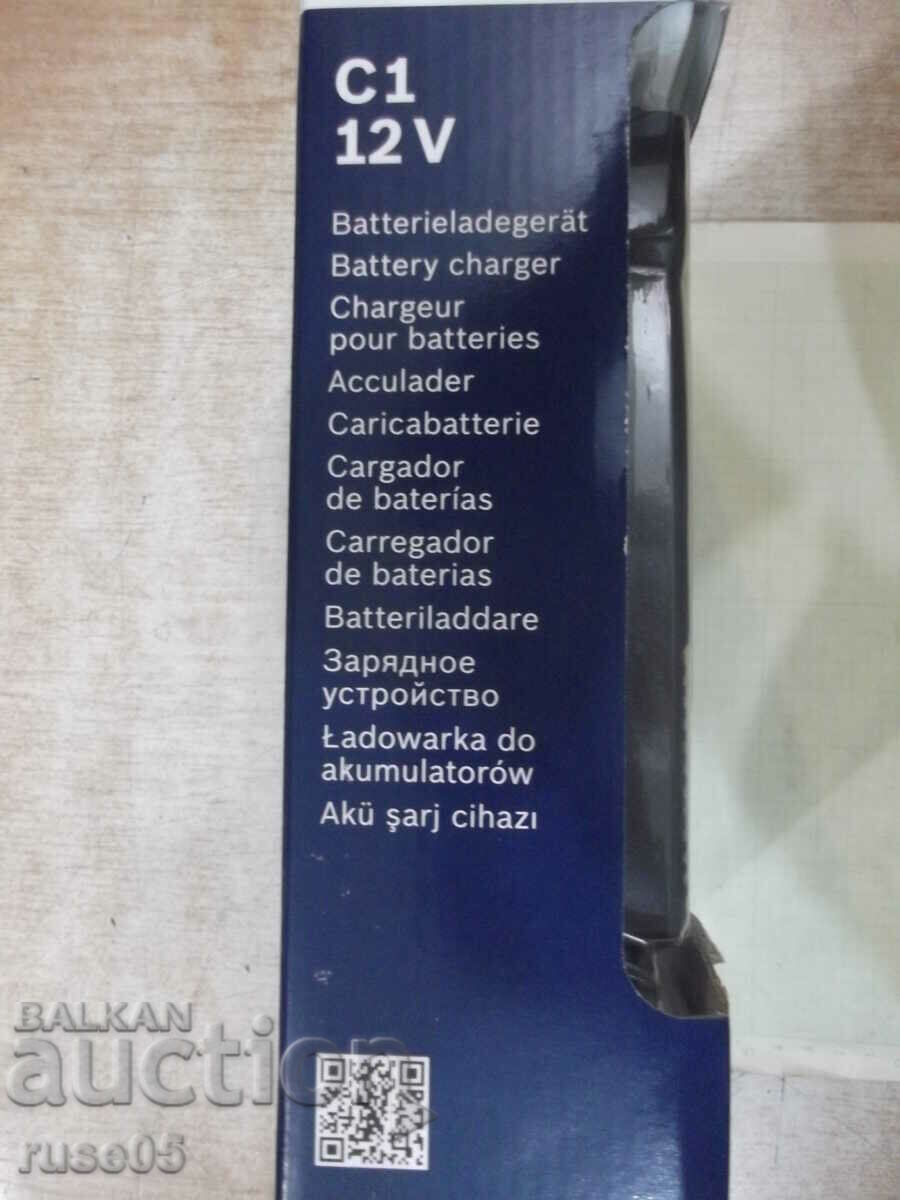 C1
12 V
Batterieladegerät
Battery charger
Chargeur
pour batteries
Acculader
Caricabatterie
Cargador
de baterías
Carregador
de baterias
Batteriladdare
Зарядное
устройство
Ładowarka do
akumulatorów
Akü şarj cihazı
BALKAN
auction
ruse05